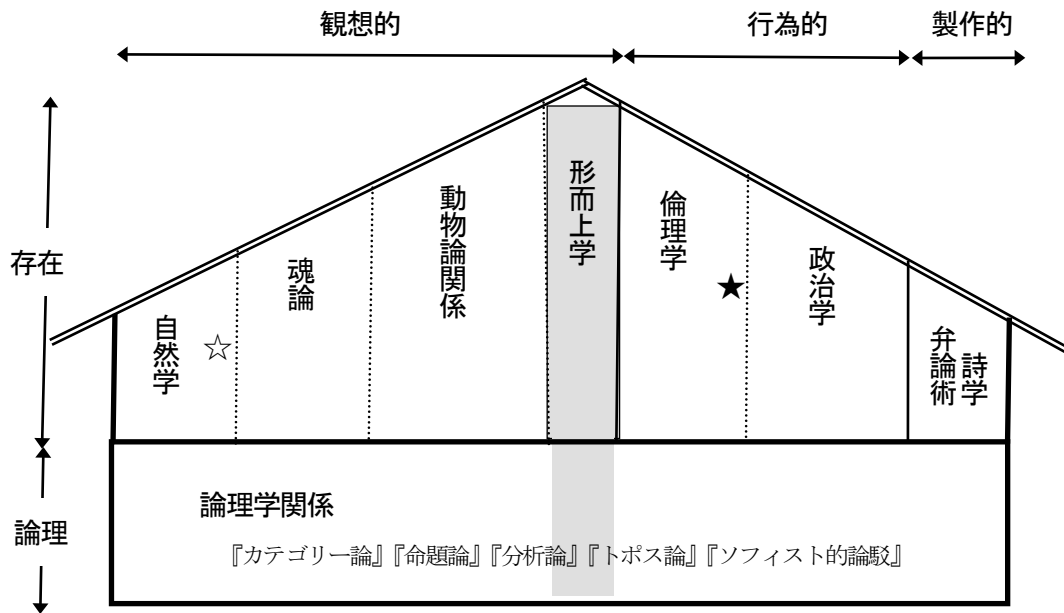 観想的
行為的
製作的
存在
自然学
☆
魂論
動物論関係
形而上学
倫理学
★
政治学
詩学
弁論術
論理
論理学関係
『カテゴリー論』『命題論』『分析論』『トポス論』『ソフィスト的論駁』